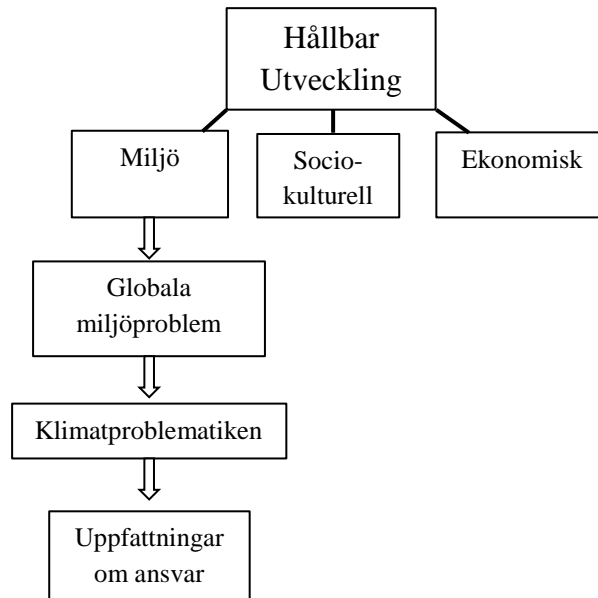 Hållbar
Utveckling
Miljö
Socio-
kulturell
Ekonomisk
Globala
miljöproblem
Klimatproblematiken
Uppfattningar
om ansvar